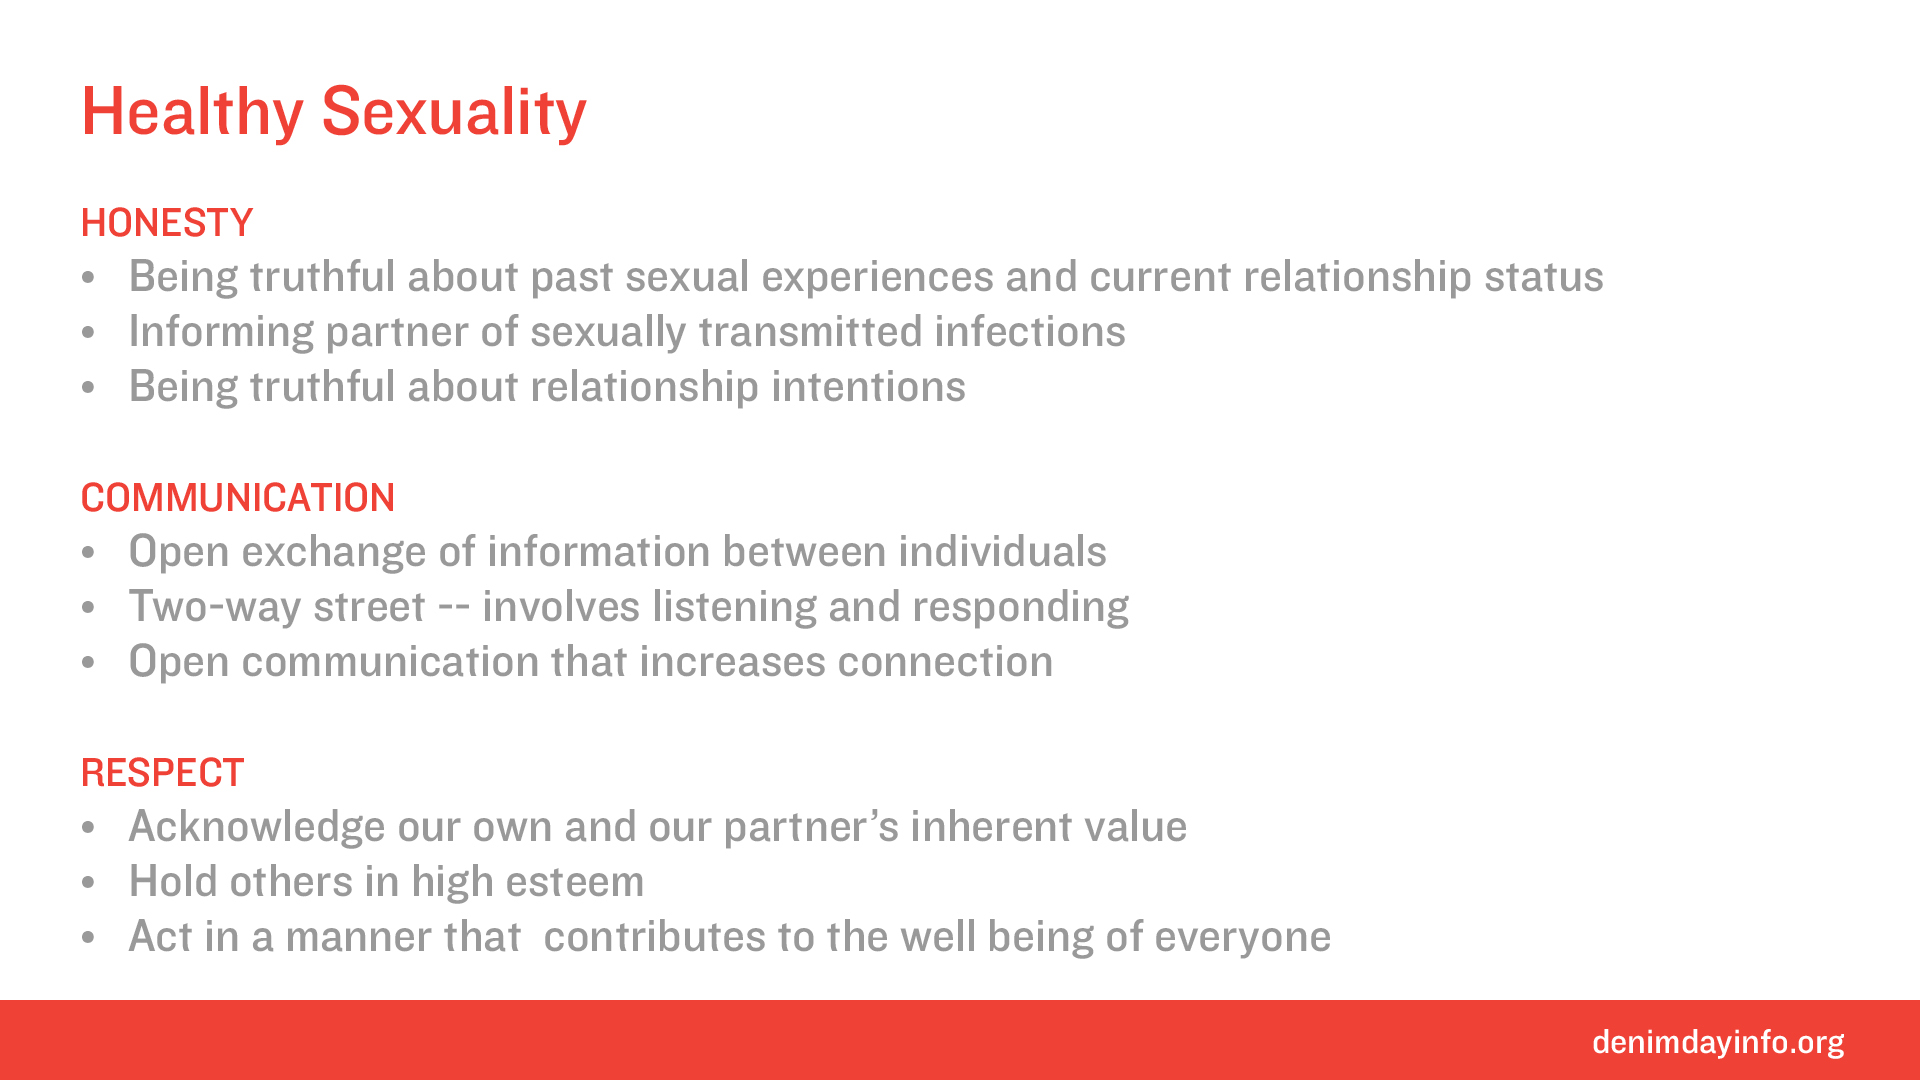 Healthy Sexuality
HONESTY
• Being truthful about past sexual experiences and current relationship status
• Informing partner of sexually transmitted infections
• Being truthful about relationship intentions
COMMUNICATION
• Open exchange of information between individuals
• Two-way street -- involves listening and responding
• Open communication that increases connection
RESPECT
• Acknowledge our own and our partner’s inherent value
• Hold others in high esteem
• Act in a manner that  contributes to the well being of everyone
denimdayinfo.org